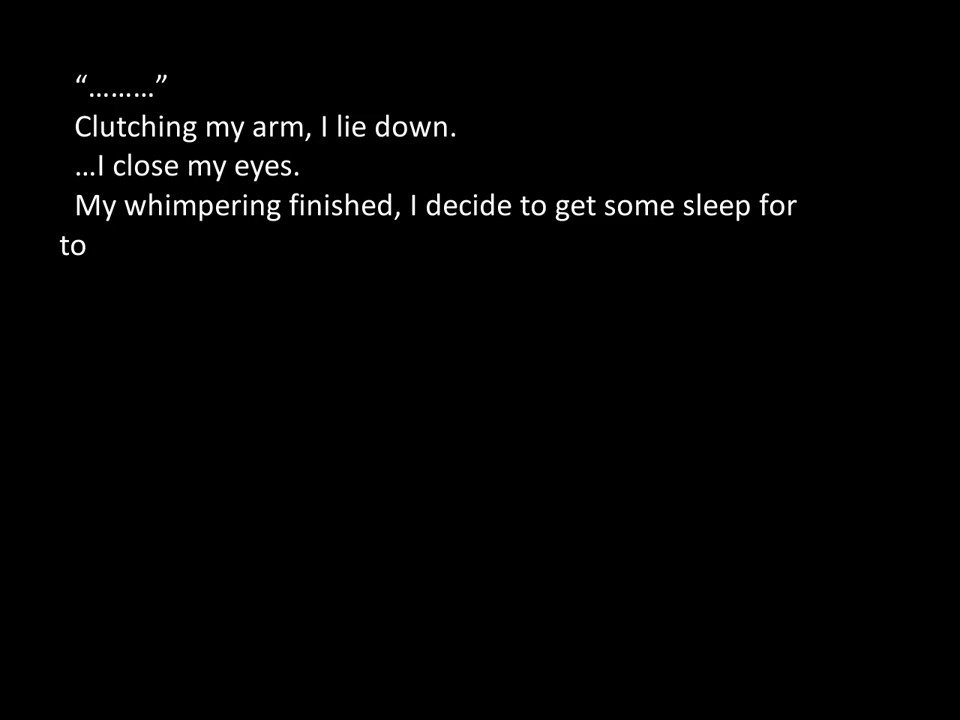 “………”
Clutching my arm, I lie down.
…I close my eyes.
My whimpering finished, I decide to get some sleep for
to